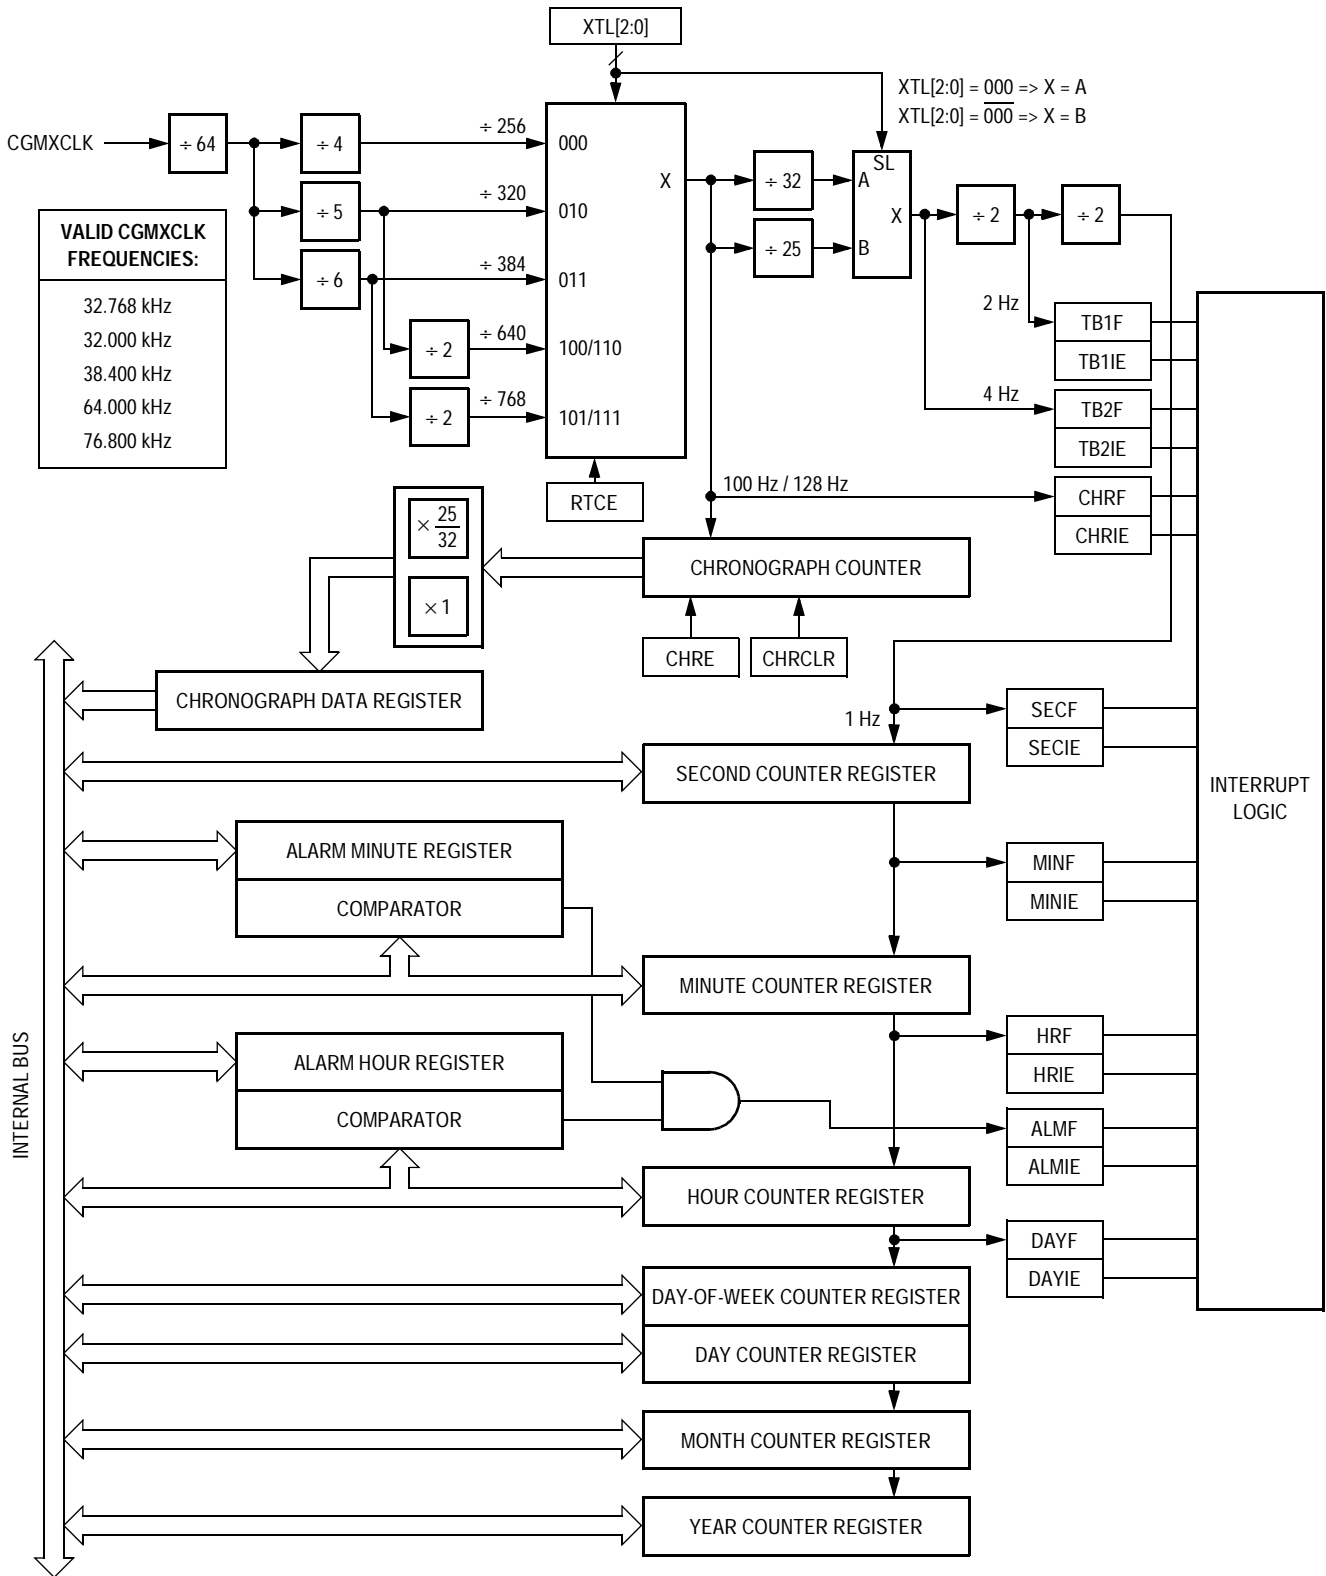 XTL[2:0]
XTL[2:0] = 000 => X = A
XTL[2:0] = 000 => X = B
CGMXCLK
÷ 64
÷ 4
÷ 256
000
÷ 5
÷ 320
010
÷ 6
÷ 384
011
÷ 2
÷ 640
100/110
÷ 2
÷ 768
101/111
X
÷ 32
÷ 25
SL
A
B
X
÷ 2
÷ 2
VALID CGMXCLK
FREQUENCIES:
32.768 kHz
32.000 kHz
38.400 kHz
64.000 kHz
76.800 kHz
RTCE
2 Hz
TB1F
TB1IE
4 Hz
TB2F
TB2IE
100 Hz / 128 Hz
CHRF
CHRIE
× 25
32
× 1
CHRONOGRAPH COUNTER
CHRE
CHRCLR
CHRONOGRAPH DATA REGISTER
1 Hz
SECF
SECIE
SECOND COUNTER REGISTER
INTERRUPT
LOGIC
ALARM MINUTE REGISTER
COMPARATOR
MINF
MINIE
MINUTE COUNTER REGISTER
INTERNAL BUS
ALARM HOUR REGISTER
COMPARATOR
HRF
HRIE
ALMF
ALMIE
HOUR COUNTER REGISTER
DAYF
DAYIE
DAY-OF-WEEK COUNTER REGISTER
DAY COUNTER REGISTER
MONTH COUNTER REGISTER
YEAR COUNTER REGISTER